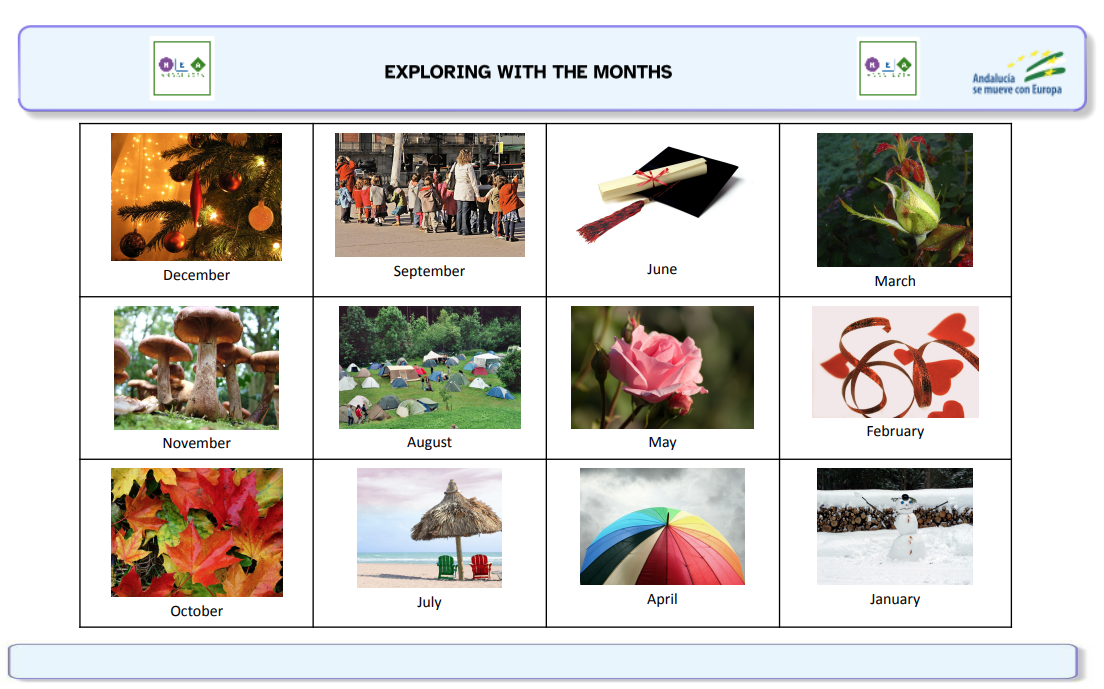 EXPLORING WITH THE MONTHS
Andalucía
se mueve con Europa
December
September
June
March
November
August
May
February
October
July
April
January